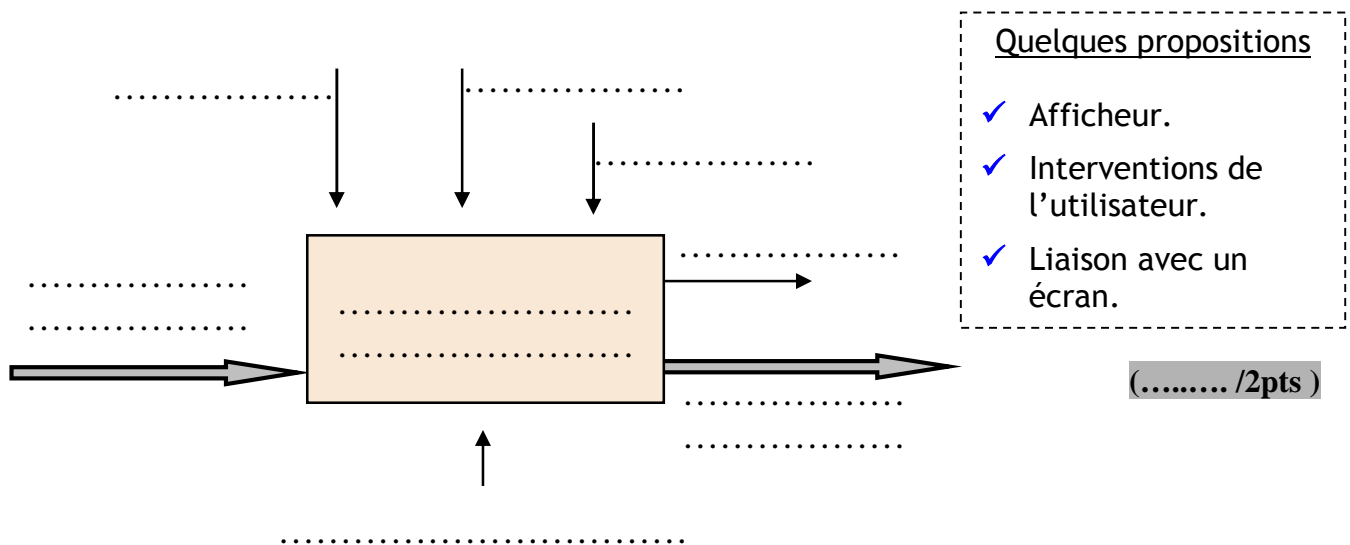 Quelques propositions
✓ Afficheur.
✓ Interventions de
l’utilisateur.
✓ Liaison avec un
écran.
..................
..................
..................
..................
..................
..................
........................
........................
(…..…. /2pts )
..................
..................
.................................